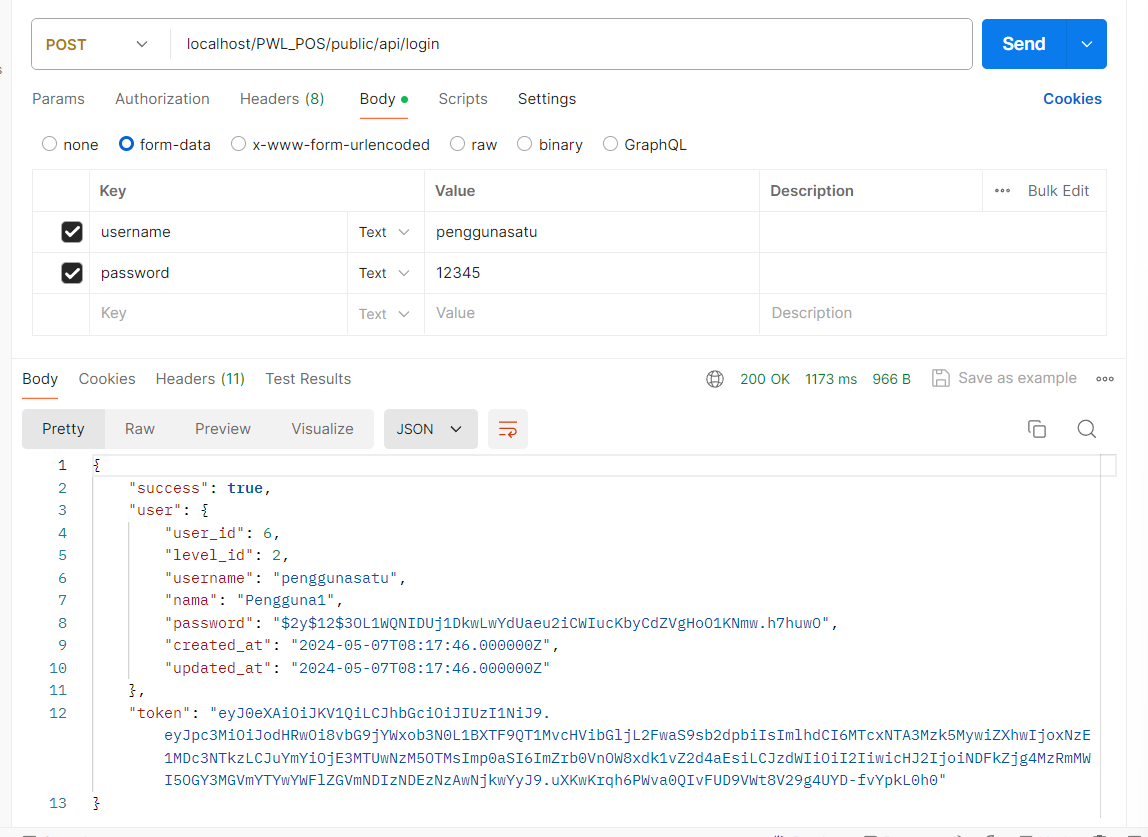 POST localhost/PWL_POS/public/api/login Send
Params Authorization Headers (8) Body Scripts Settings Cookies
none form-data x-www-form-urlencoded raw binary GraphQL
Key Value Description Bulk Edit
username Text penggunasatu
password Text 12345
Key Text Value Description
Body Cookies Headers (11) Test Results 200 OK 1173 ms 966 B Save as example
Pretty Raw Preview Visualize JSON
1 {
2 "success": true,
3 "user": {
4 "user_id": 6,
5 "level_id": 2,
6 "username": "penggunasatu",
7 "nama": "Pengguna1",
8 "password": "$2y$12$3OL1WQNIDUj1DkwLwYdUaeu2iCWIucKbyCdZVgHoO1KNmw.h7huwO",
9 "created_at": "2024-05-07T08:17:46.000000Z",
10 "updated_at": "2024-05-07T08:17:46.000000Z"
11 },
12 "token": "eyJ0eXAiOiJKV1QiLCJhbGciOiJIUzI1NiJ9.
eyJpc3MiOiJodHRwOi8vbG9jYWxob3N0L1BXTF9QT1MvcHVibGljL2FwaS9sb2dpbiIsImlhdCI6MTcxNTA3Mzk5MywiZXhwIjoxNzE
1MDc3NTkzLCJuYmYiOjE3MTUwNzM5OTMsImp0aSI6ImZrb0VnOW8xdk1vZ2d4aEsiLCJzdWIiOiI2IiwicHJ2IjoiNDFkZjg4MzRmMW
I5OGY3MGVmYTYwYWFlZGVmNDIzNDEzNzAwNjkwYyJ9.uXKwKrqh6PWva0QIvFUD9VWt8V29g4UYD-fvYpkL0h0"
13 }